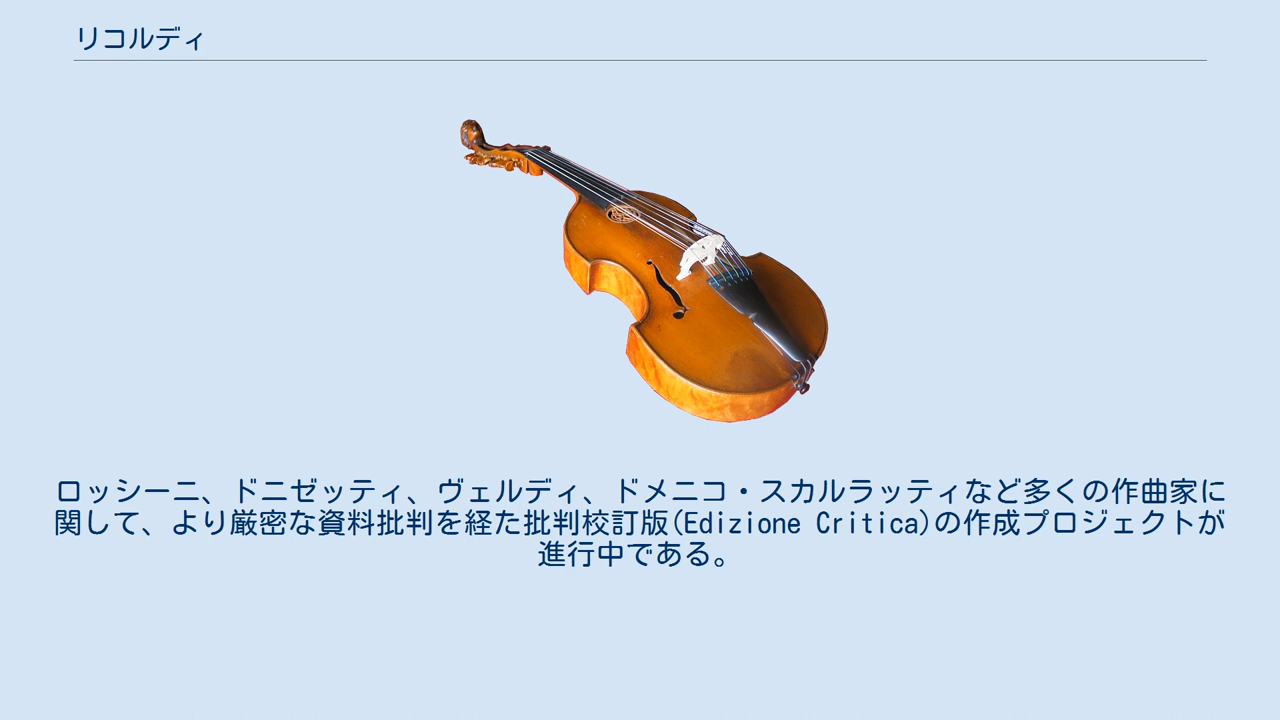 リコルディ
ロッシーニ、ドニゼッティ、ヴェルディ、ドメニコ・スカルラッティなど多くの作曲家に
関して、より厳密な資料批判を経た批判校訂版(Edizione Critica)の作成プロジェクトが
進行中である。